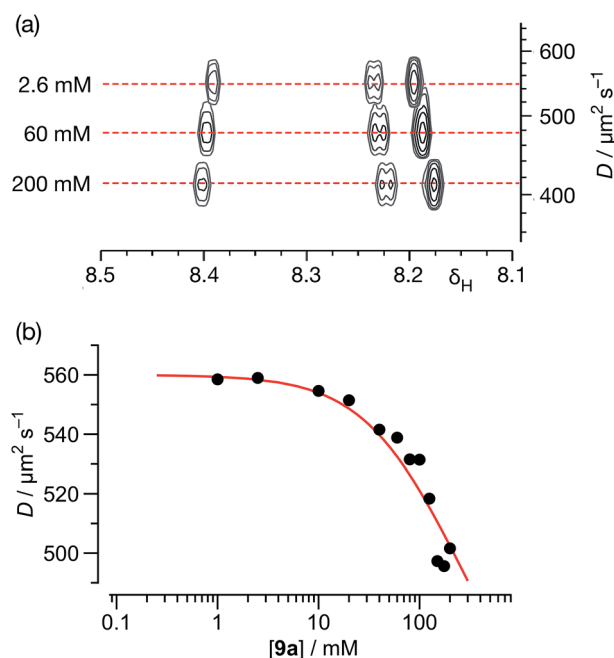 (a)
2.6 mM
60 mM
200 mM
600
500
400
D / μm² s⁻¹
8.5
8.4
8.3
8.2
8.1
δH
(b)
560
540
520
500
D / μm² s⁻¹
0.1
1
10
100
[9a] / mM